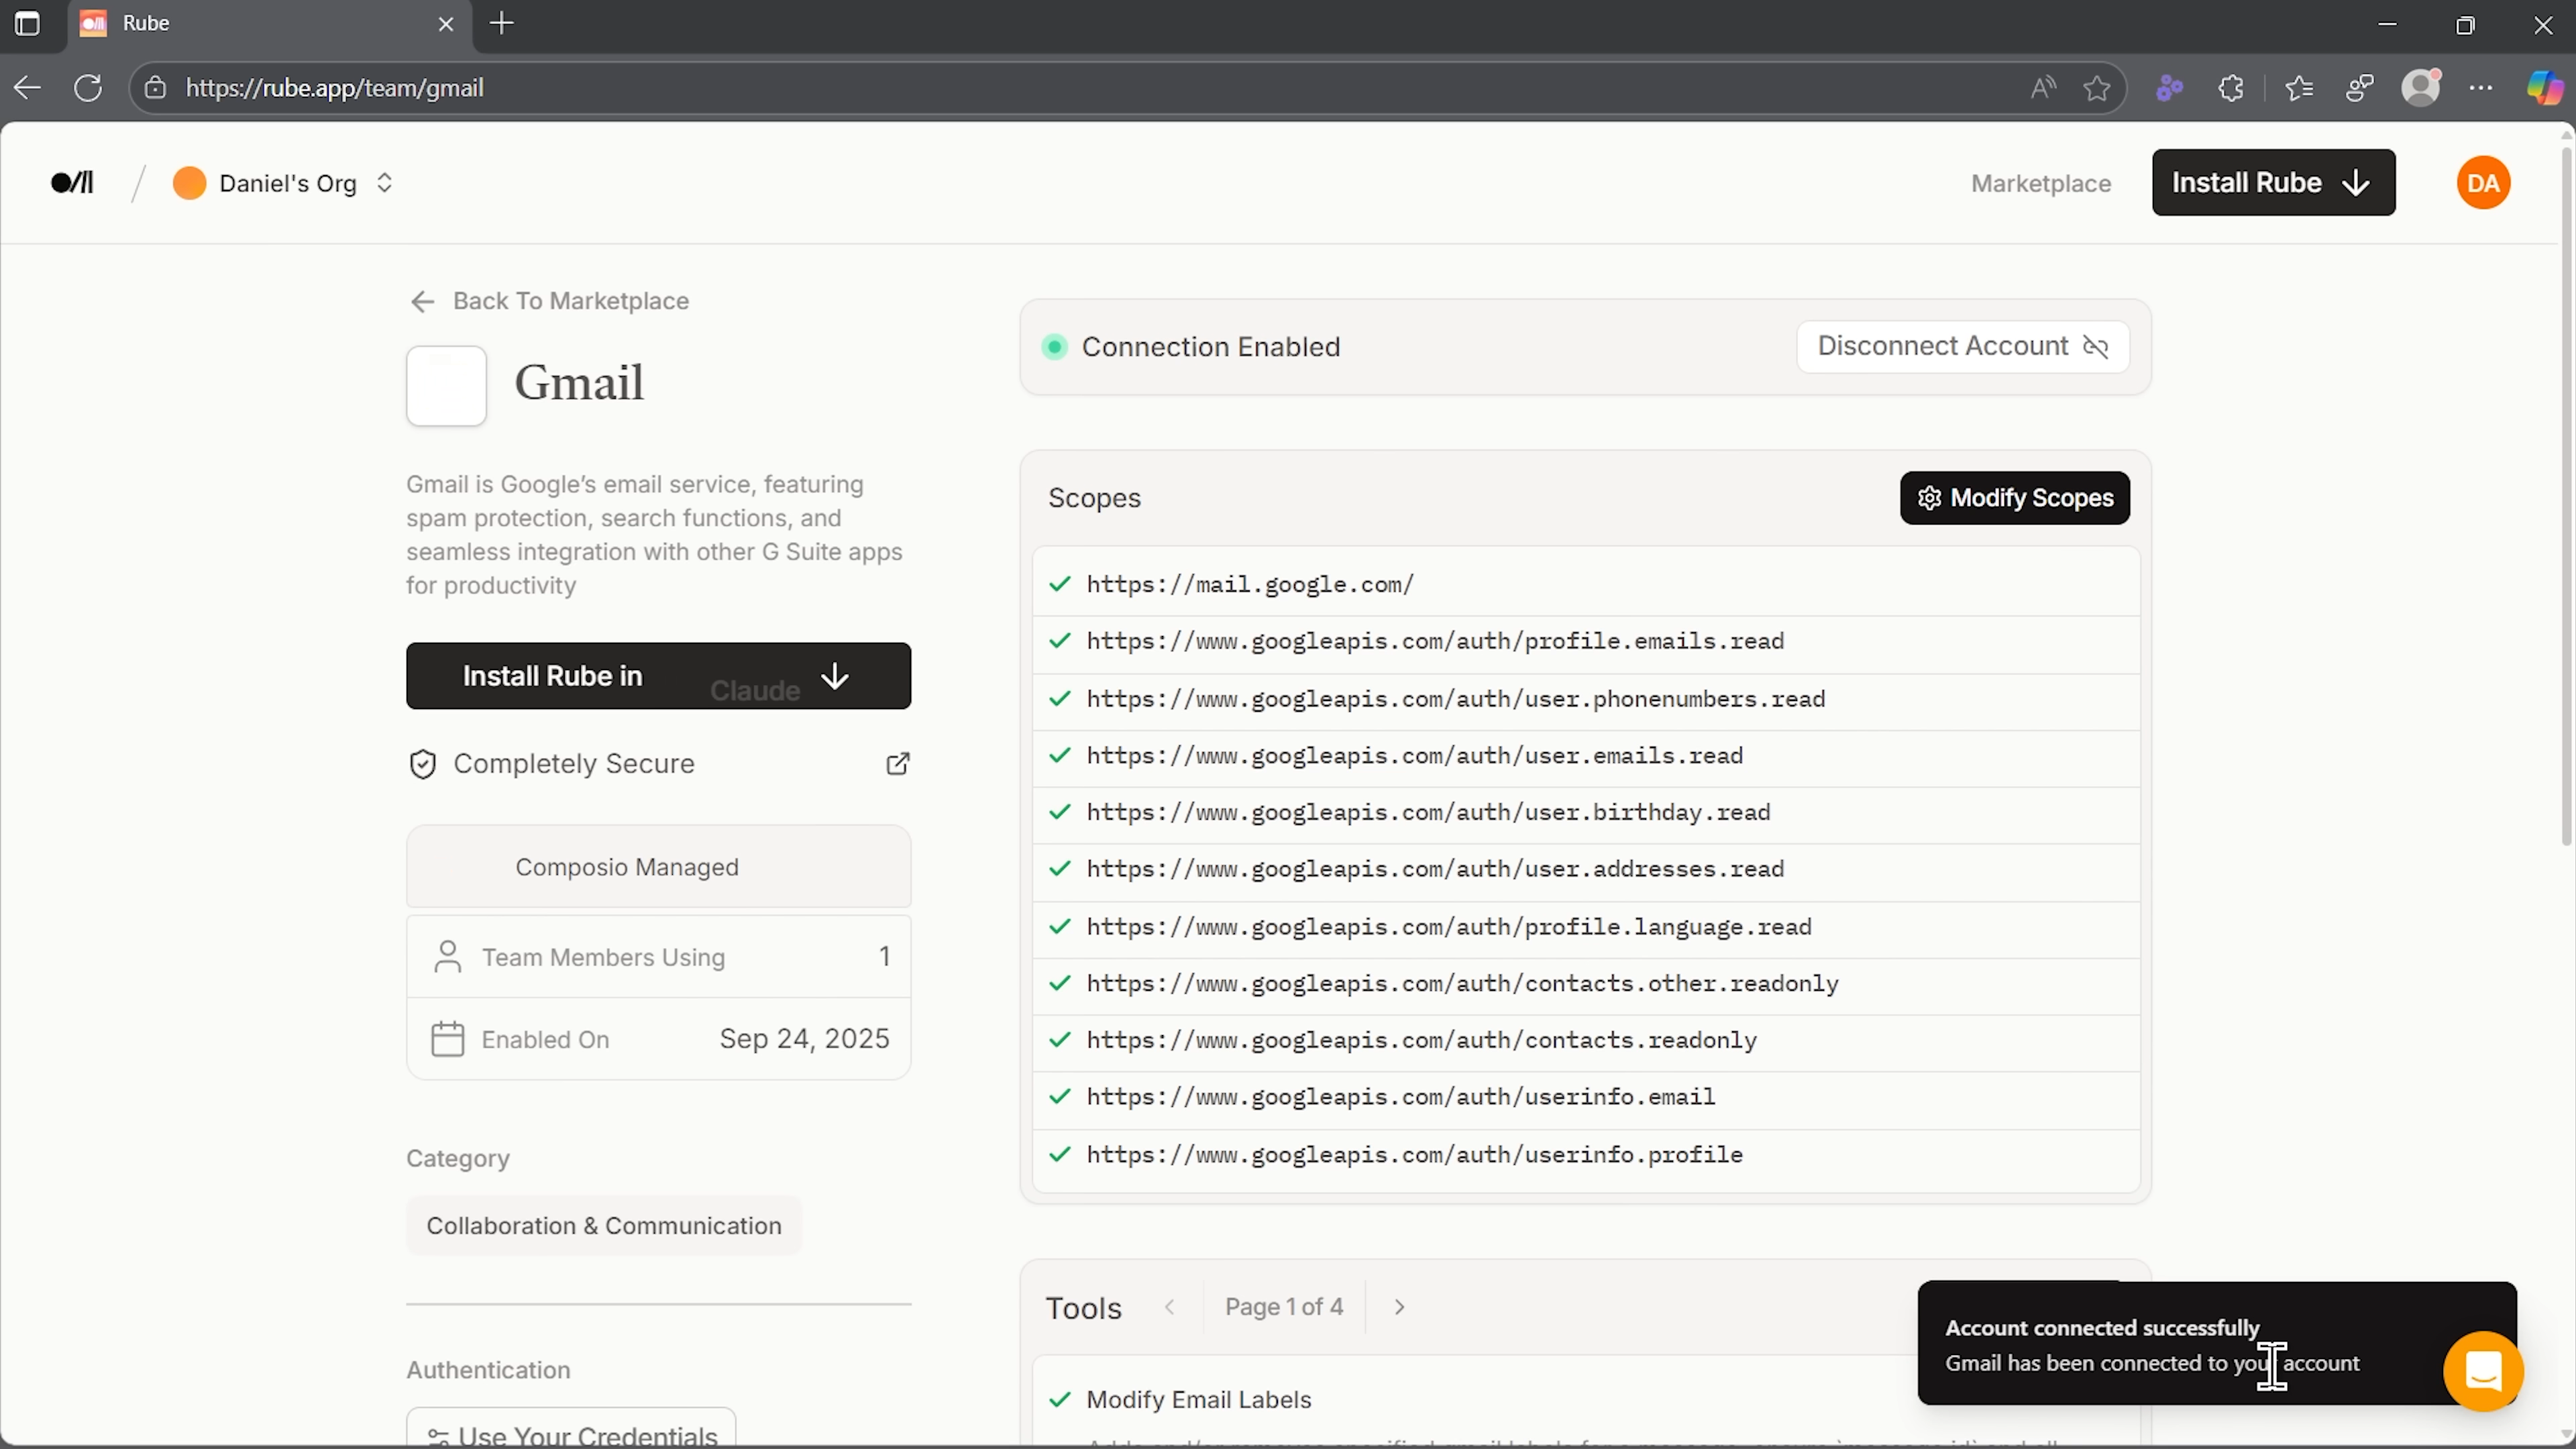 Rube
https://rube.app/team/gmail
Daniel's Org
Marketplace
Install Rube
DA
Back To Marketplace
Gmail
Gmail is Google’s email service, featuring
spam protection, search functions, and
seamless integration with other G Suite apps
for productivity
Install Rube in
Claude
Completely Secure
Composio Managed
Team Members Using 1
Enabled On Sep 24, 2025
Category
Collaboration & Communication
Authentication
Use Your Credentials
Connection Enabled
Disconnect Account
Scopes
Modify Scopes
https://mail.google.com/
https://www.googleapis.com/auth/profile.emails.read
https://www.googleapis.com/auth/user.phonenumbers.read
https://www.googleapis.com/auth/user.emails.read
https://www.googleapis.com/auth/user.birthday.read
https://www.googleapis.com/auth/user.addresses.read
https://www.googleapis.com/auth/profile.language.read
https://www.googleapis.com/auth/contacts.other.readonly
https://www.googleapis.com/auth/contacts.readonly
https://www.googleapis.com/auth/userinfo.email
https://www.googleapis.com/auth/userinfo.profile
Tools
Page 1 of 4
Modify Email Labels
Account connected successfully
Gmail has been connected to your account